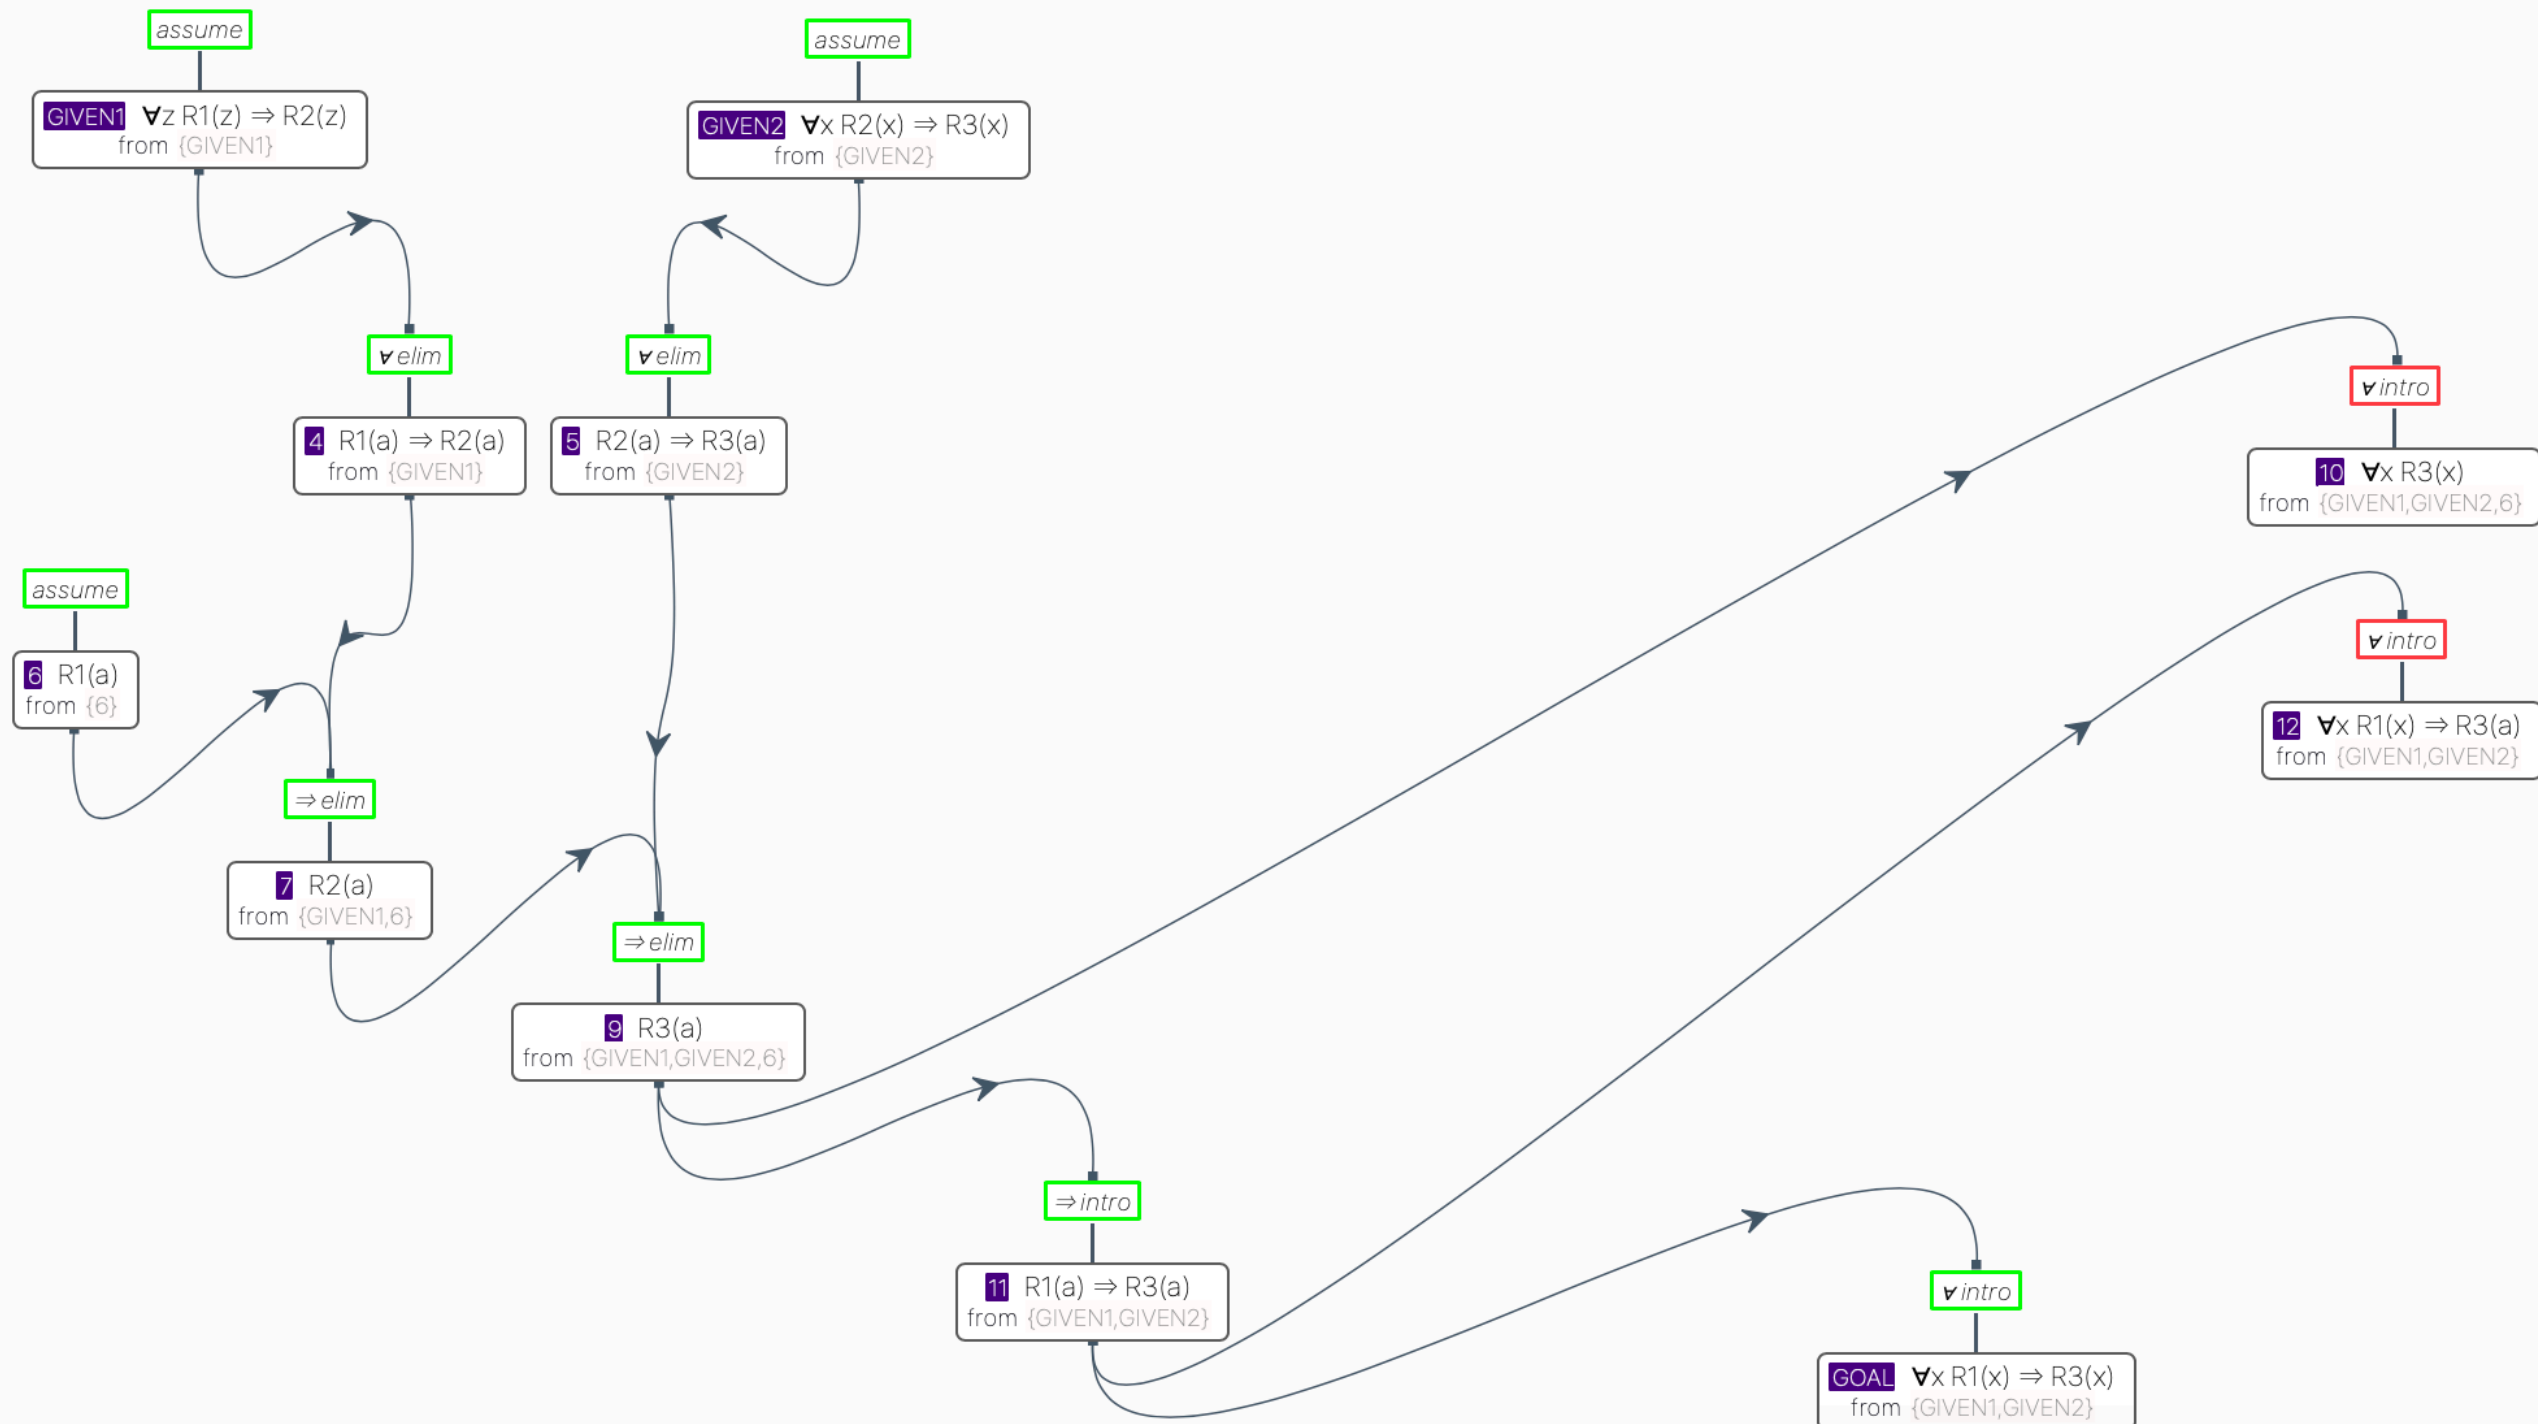 assume
GIVEN1 ∀z R1(z) ⇒ R2(z)
from {GIVEN1}
assume
GIVEN2 ∀x R2(x) ⇒ R3(x)
from {GIVEN2}
∀ elim
4 R1(a) ⇒ R2(a)
from {GIVEN1}
∀ elim
5 R2(a) ⇒ R3(a)
from {GIVEN2}
∀ intro
10 ∀x R3(x)
from {GIVEN1,GIVEN2,6}
assume
6 R1(a)
from {6}
∀ intro
12 ∀x R1(x) ⇒ R3(a)
from {GIVEN1,GIVEN2}
⇒ elim
7 R2(a)
from {GIVEN1,6}
⇒ elim
9 R3(a)
from {GIVEN1,GIVEN2,6}
⇒ intro
11 R1(a) ⇒ R3(a)
from {GIVEN1,GIVEN2}
∀ intro
GOAL ∀x R1(x) ⇒ R3(x)
from {GIVEN1,GIVEN2}